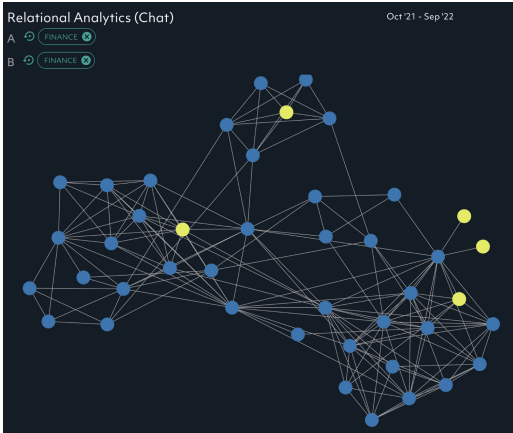 Relational Analytics (Chat)
Oct '21 - Sep '22
A FINANCE
B FINANCE